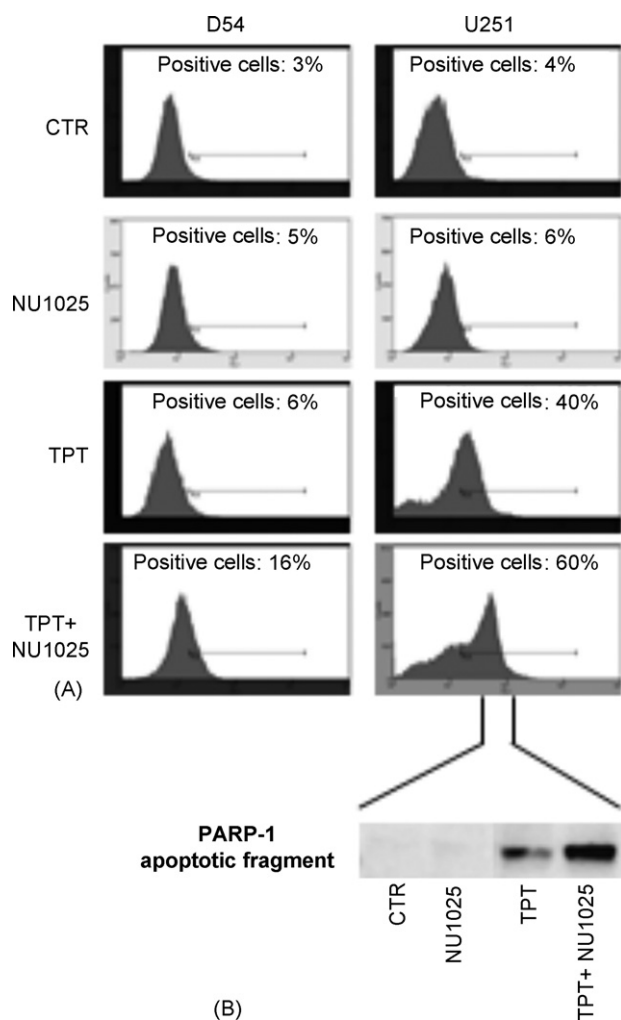 D54 U251
Positive cells: 3% Positive cells: 4%
CTR
Positive cells: 5% Positive cells: 6%
NU1025
Positive cells: 6% Positive cells: 40%
TPT
Positive cells: 16% Positive cells: 60%
TPT+
NU1025
(A)
PARP-1
apoptotic fragment
CTR
NU1025
TPT
TPT+ NU1025
(B)